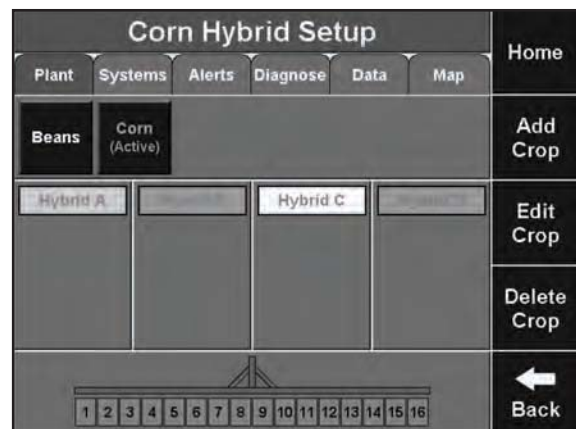 Corn Hybrid Setup
Home
Plant Systems Alerts Diagnose Data Map
Beans
Corn
(Active)
Add
Crop
Hybrid A
Hybrid C
Edit
Crop
Delete
Crop
1 2 3 4 5 6 7 8 9 10 11 12 13 14 15 16
Back